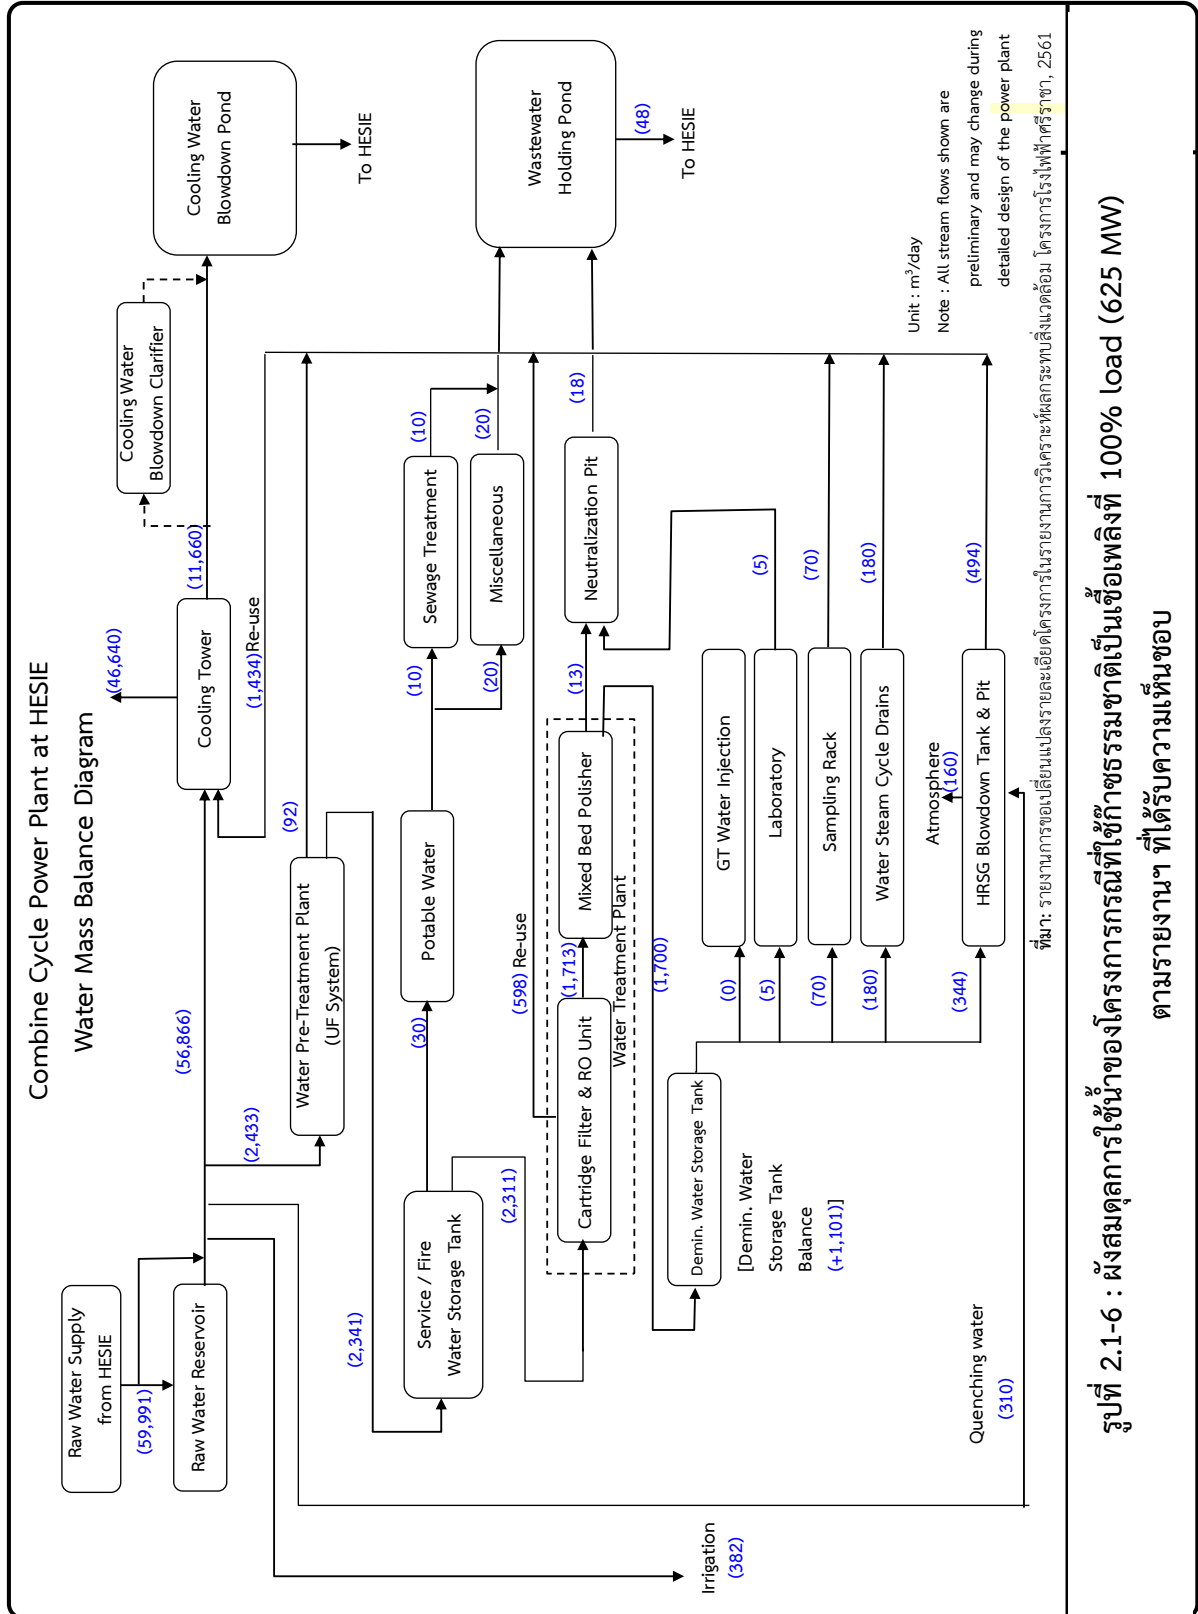 Combine Cycle Power Plant at HESIE
Water Mass Balance Diagram
Raw Water Supply
from HESIE
(59,991)
Raw Water Reservoir
(56,866)
(2,433)
(46,640)
Cooling Tower
(11,660)
(1,434)Re-use
Cooling Water
Blowdown Clarifier
Cooling Water
Blowdown Pond
To HESIE
Water Pre-Treatment Plant
(UF System)
(92)
(2,341)
Service / Fire
Water Storage Tank
(30)
Potable Water
(10)
Sewage Treatment
(10)
(20)
Miscellaneous
(20)
Wastewater
Holding Pond
(48)
To HESIE
(2,311)
(598) Re-use
Cartridge Filter & RO Unit
(1,713)
Mixed Bed Polisher
Water Treatment Plant
(13)
Neutralization Pit
(18)
(1,700)
Demin. Water Storage Tank
[Demin. Water
Storage Tank
Balance
(+1,101)]
(0)
GT Water Injection
(5)
Laboratory
(5)
(70)
Sampling Rack
(70)
(180)
Water Steam Cycle Drains
(180)
Atmosphere
(160)
(344)
HRSG Blowdown Tank & Pit
(494)
Quenching water
(310)
Irrigation
(382)
Unit : m³/day
Note : All stream flows shown are
preliminary and may change during
detailed design of the power plant
ที่มา: รายงานการขอเปลี่ยนแปลงรายละเอียดโครงการในรายงานการวิเคราะห์ผลกระทบสิ่งแวดล้อม โครงการโรงไฟฟ้าศรีราชา, 2561
รูปที่ 2.1-6 : ผังสมดุลการใช้น้ำของโครงการกรณีที่ใช้ก๊าซธรรมชาติเป็นเชื้อเพลิงที่ 100% load (625 MW)
ตามรายงานฯ ที่ได้รับความเห็นชอบ